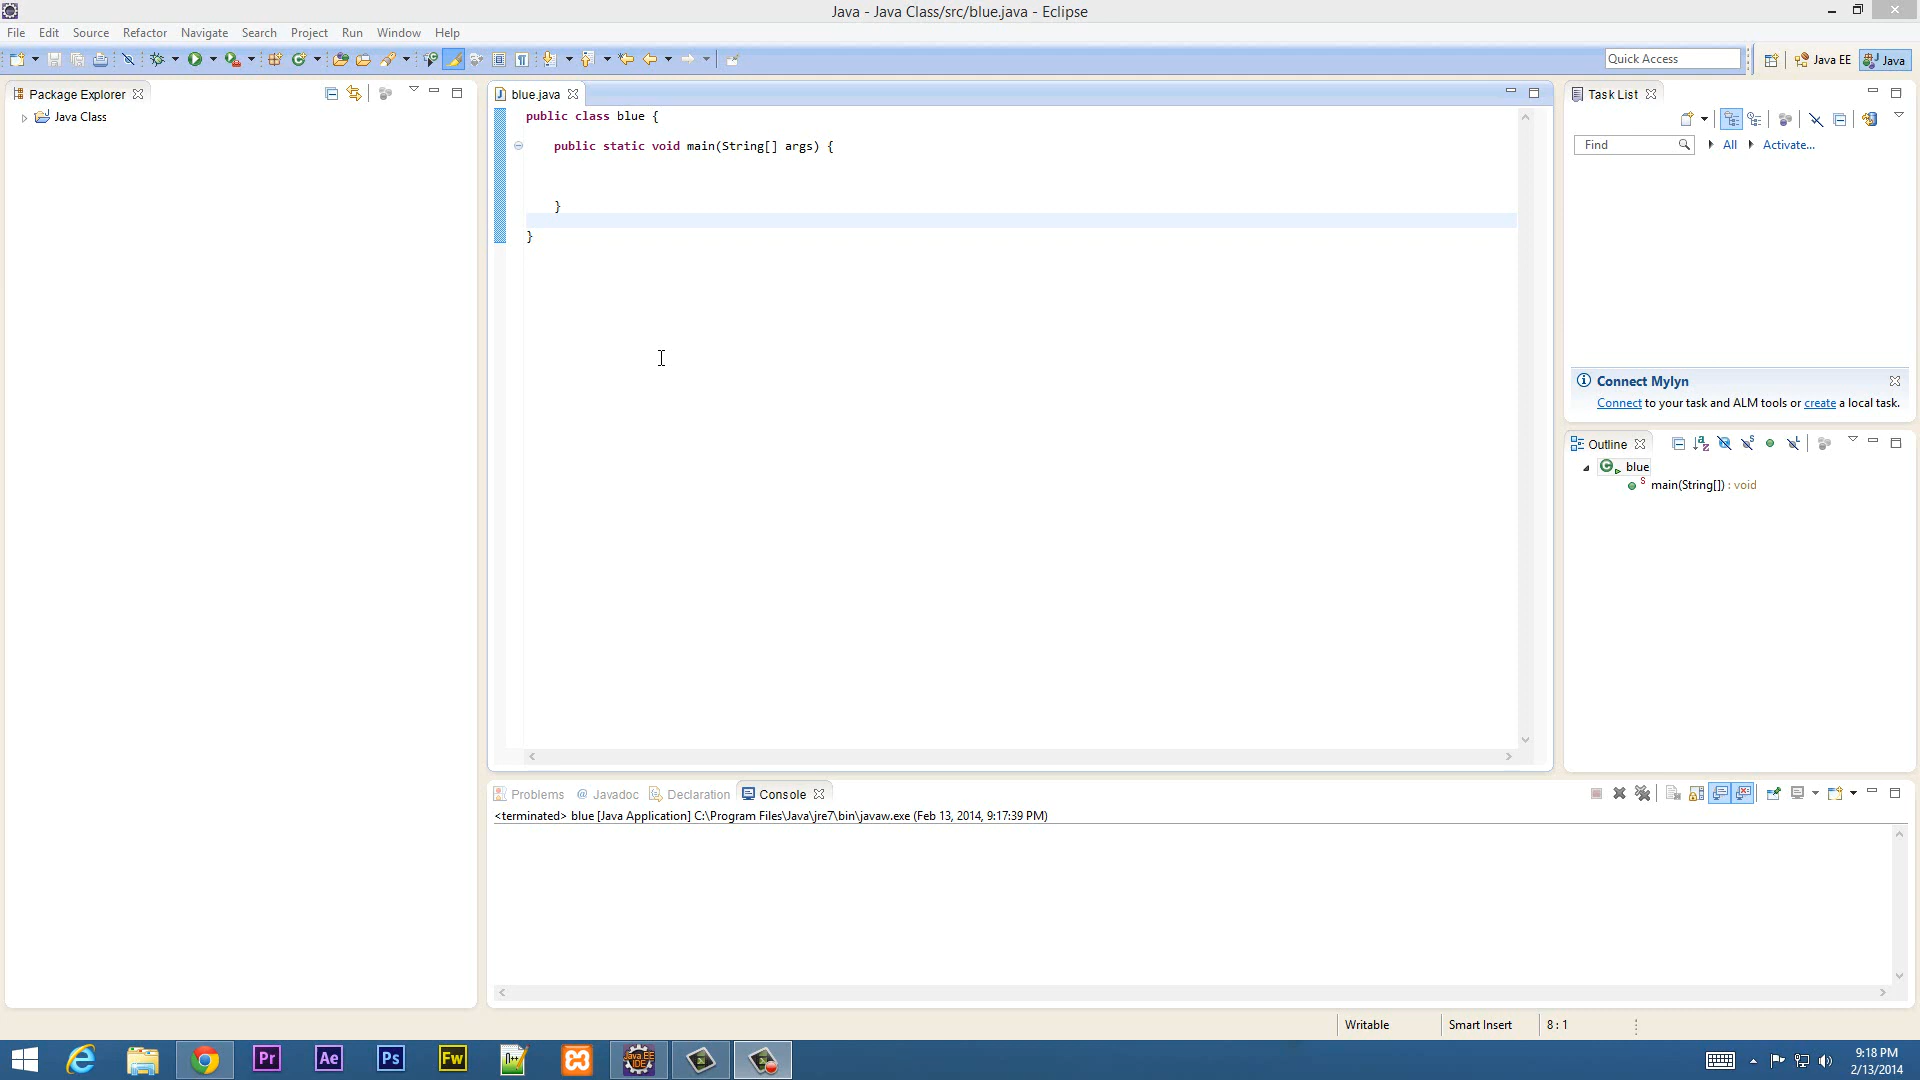 Java - Java Class/src/blue.java - Eclipse
File Edit Source Refactor Navigate Search Project Run Window Help
Quick Access
Java EE
Java
Package Explorer
Java Class
blue.java
public class blue {
public static void main(String[] args) {
}
}
Task List
Find
All
Activate...
Connect Mylyn
Connect to your task and ALM tools or create a local task.
Outline
blue
main(String[]) : void
Problems
@ Javadoc
Declaration
Console
<terminated> blue [Java Application] C:\Program Files\Java\jre7\bin\javaw.exe (Feb 13, 2014, 9:17:39 PM)
Writable
Smart Insert
8 : 1
Pr
Ae
Ps
Fw
Java EE
IDE
9:18 PM
2/13/2014